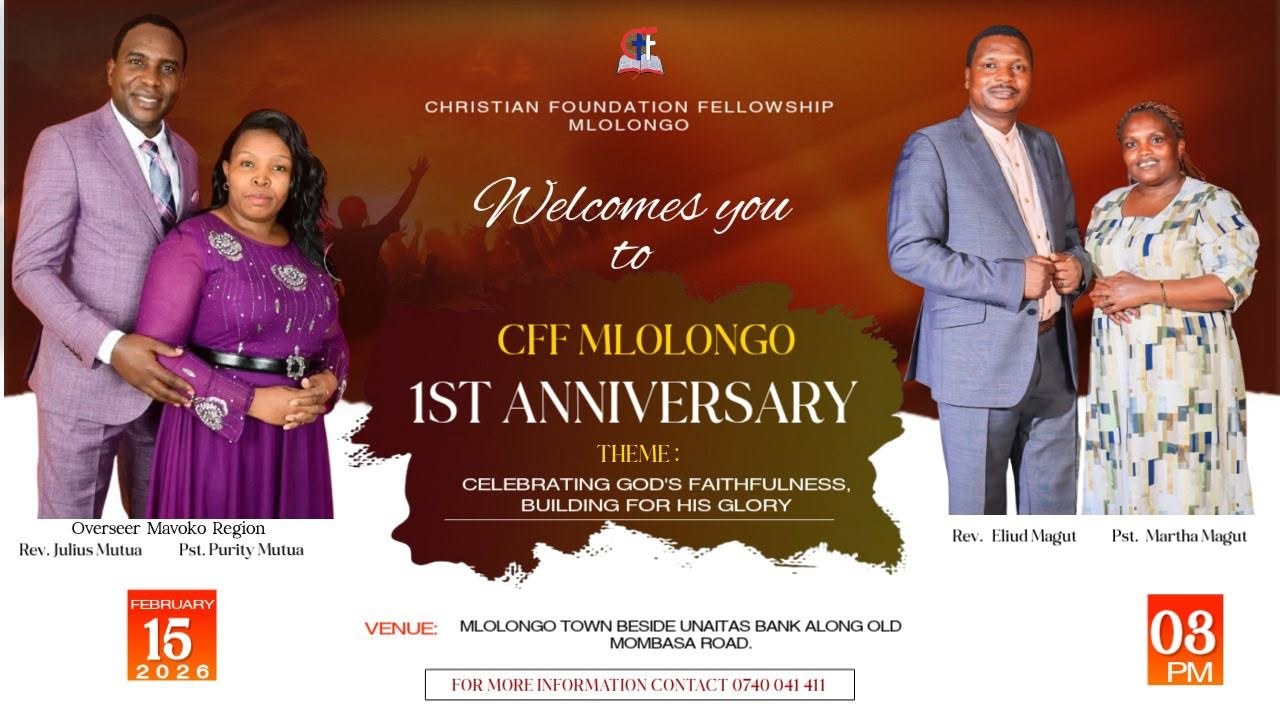 CHRISTIAN FOUNDATION FELLOWSHIP
MLOLONGO
Welcomes you
to
CFF MLOLONGO
1ST ANNIVERSARY
THEME :
CELEBRATING GOD'S FAITHFULNESS,
BUILDING FOR HIS GLORY
Overseer Mavoko Region
Rev. Julius Mutua Pst. Purity Mutua
Rev. Eliud Magut Pst. Martha Magut
FEBRUARY
15
2026
VENUE: MLOLONGO TOWN BESIDE UNAITAS BANK ALONG OLD
MOMBASA ROAD.
03
PM
FOR MORE INFORMATION CONTACT 0740 041 411